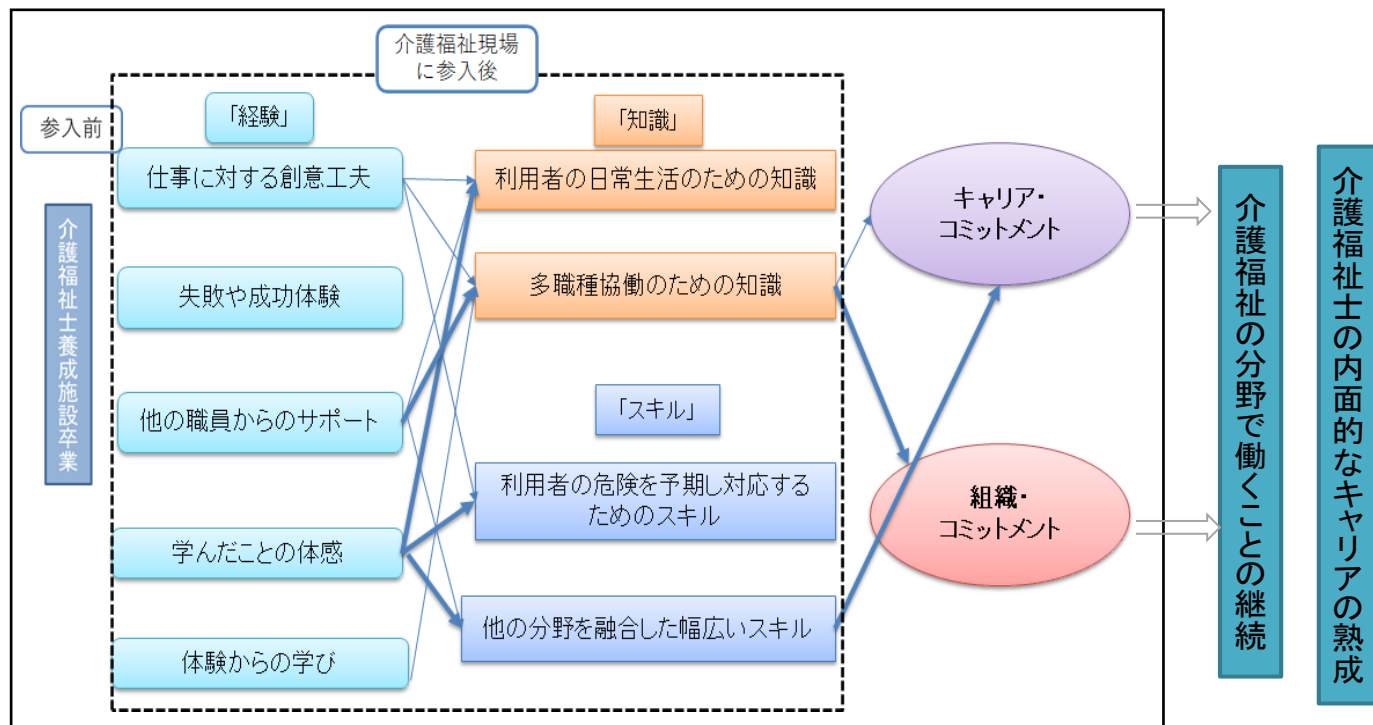 介護福祉現場
に参入後
参入前
「経験」
「知識」
仕事に対する創意工夫
利用者の日常生活のための知識
キャリア・
コミットメント
介護福祉士養成施設卒業
失敗や成功体験
多職種協働のための知識
他の職員からのサポート
「スキル」
利用者の危険を予期し対応する
ためのスキル
組織・
コミットメント
学んだことの体感
他の分野を融合した幅広いスキル
体験からの学び
介護福祉の分野で働くことの継続
介護福祉士の内面的なキャリアの熟成